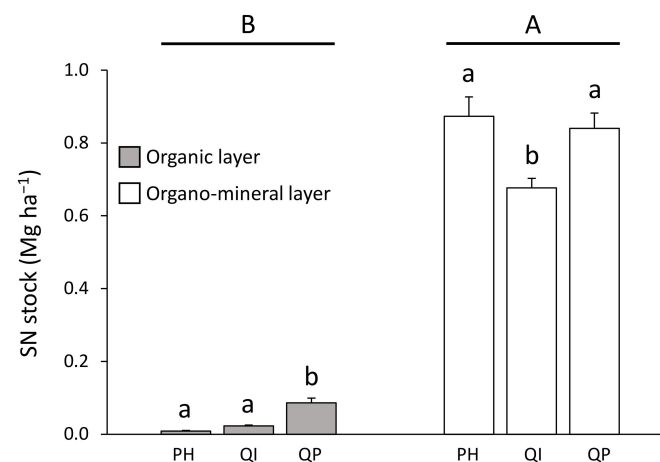 B A
1.0
a
a
0.8
Organic layer
b
Organo-mineral layer
0.6
SN stock (Mg ha⁻¹)
0.4
b
0.2
a a
0.0
PH QI QP PH QI QP